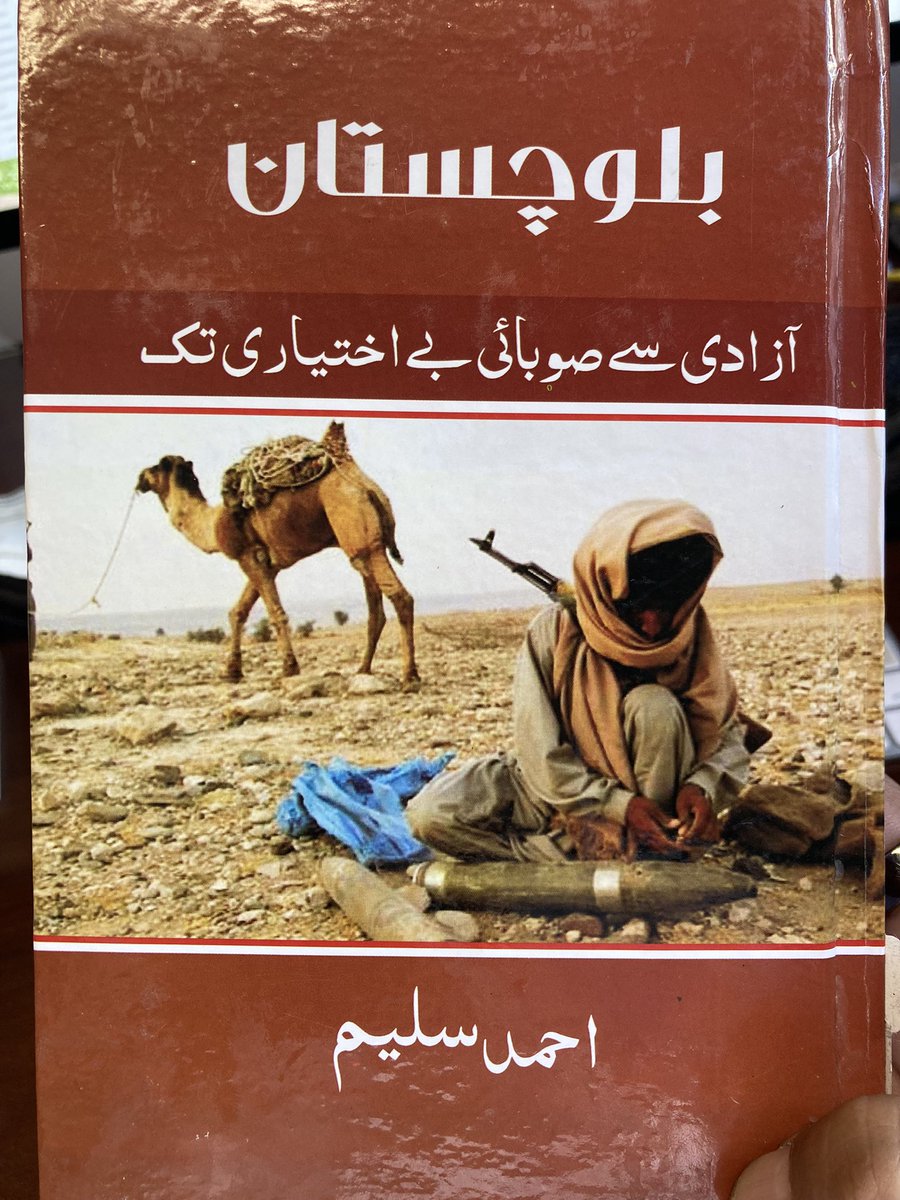 بلوچستان
آزادی سے صوبائی بے اختیاری تک
احمد سلیم